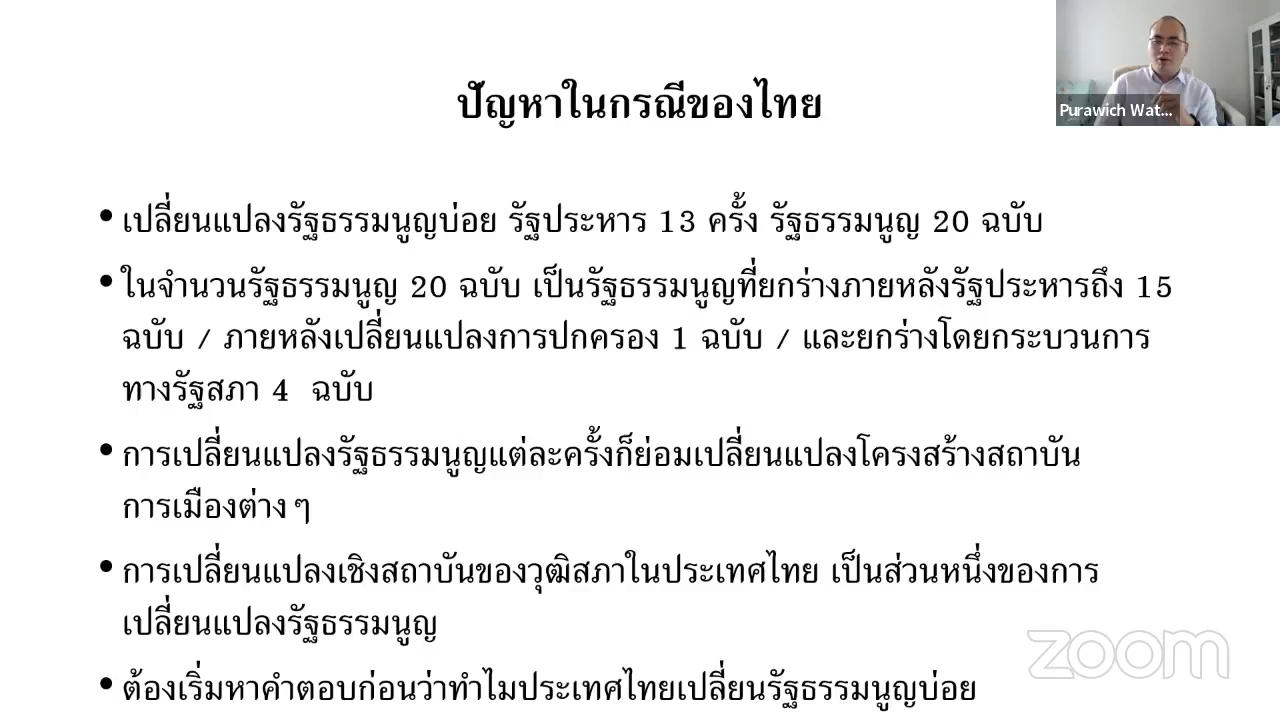 ปัญหาในกรณีของไทย
Purawich Wat...
• เปลี่ยนแปลงรัฐธรรมนูญบ่อย รัฐประหาร 13 ครั้ง รัฐธรรมนูญ 20 ฉบับ
• ในจำนวนรัฐธรรมนูญ 20 ฉบับ เป็นรัฐธรรมนูญที่ยกร่างภายหลังรัฐประหารถึง 15
ฉบับ / ภายหลังเปลี่ยนแปลงการปกครอง 1 ฉบับ / และยกร่างโดยกระบวนการ
ทางรัฐสภา 4 ฉบับ
• การเปลี่ยนแปลงรัฐธรรมนูญแต่ละครั้งก็ย่อมเปลี่ยนแปลงโครงสร้างสถาบัน
การเมืองต่างๆ
• การเปลี่ยนแปลงเชิงสถาบันของวุฒิสภาในประเทศไทย เป็นส่วนหนึ่งของการ
เปลี่ยนแปลงรัฐธรรมนูญ
• ต้องเริ่มหาคำตอบก่อนว่าทำไมประเทศไทยเปลี่ยนรัฐธรรมนูญบ่อย
zoom